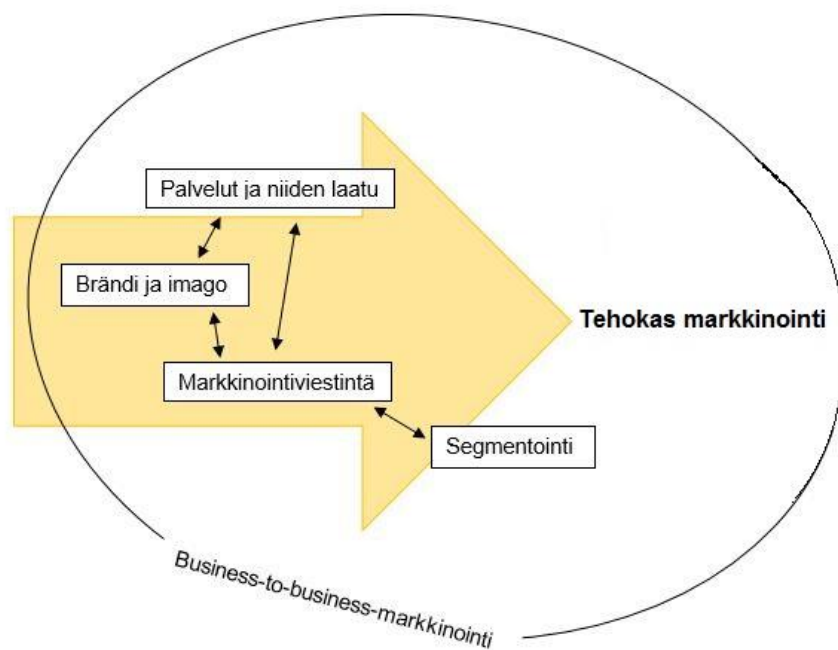 Palvelut ja niiden laatu
Brändi ja imago
Tehokas markkinointi
Markkinointiviestintä
Segmentointi
Business-to-business-markkinointi